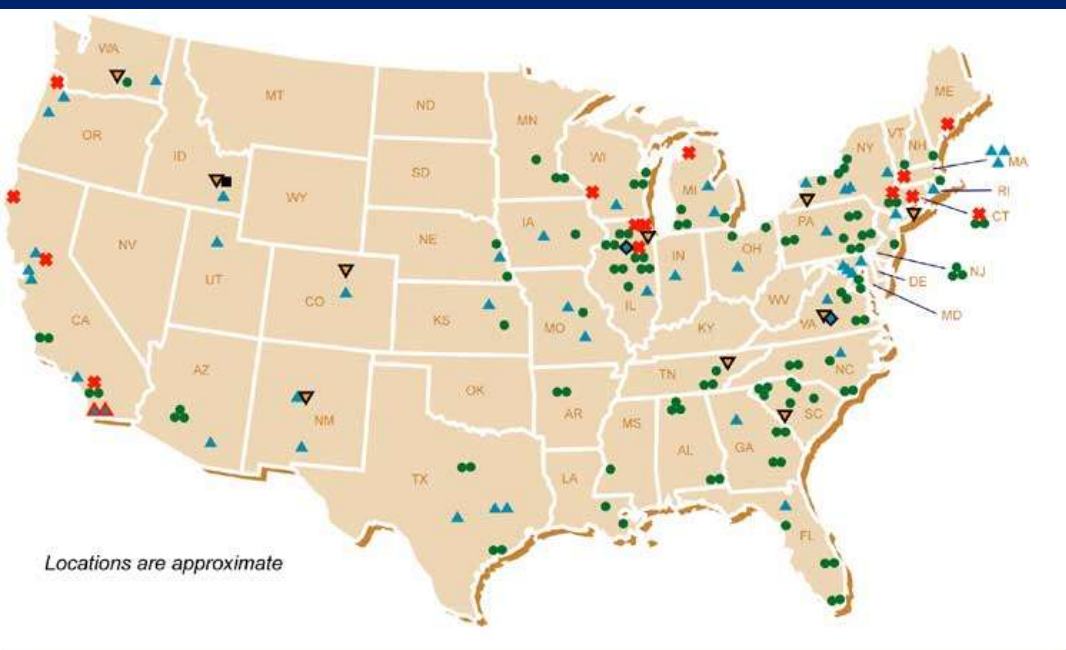 WA
MT
ND
MN
ME
OR
ID
SD
WI
MI
NY
VT
NH
MA
RI
CT
WY
IA
NE
PA
NJ
NV
UT
CO
IL
IN
OH
WV
DE
MD
CA
KS
MO
KY
VA
AZ
NM
OK
AR
TN
NC
SC
MS
AL
GA
TX
LA
FL
Locations are approximate